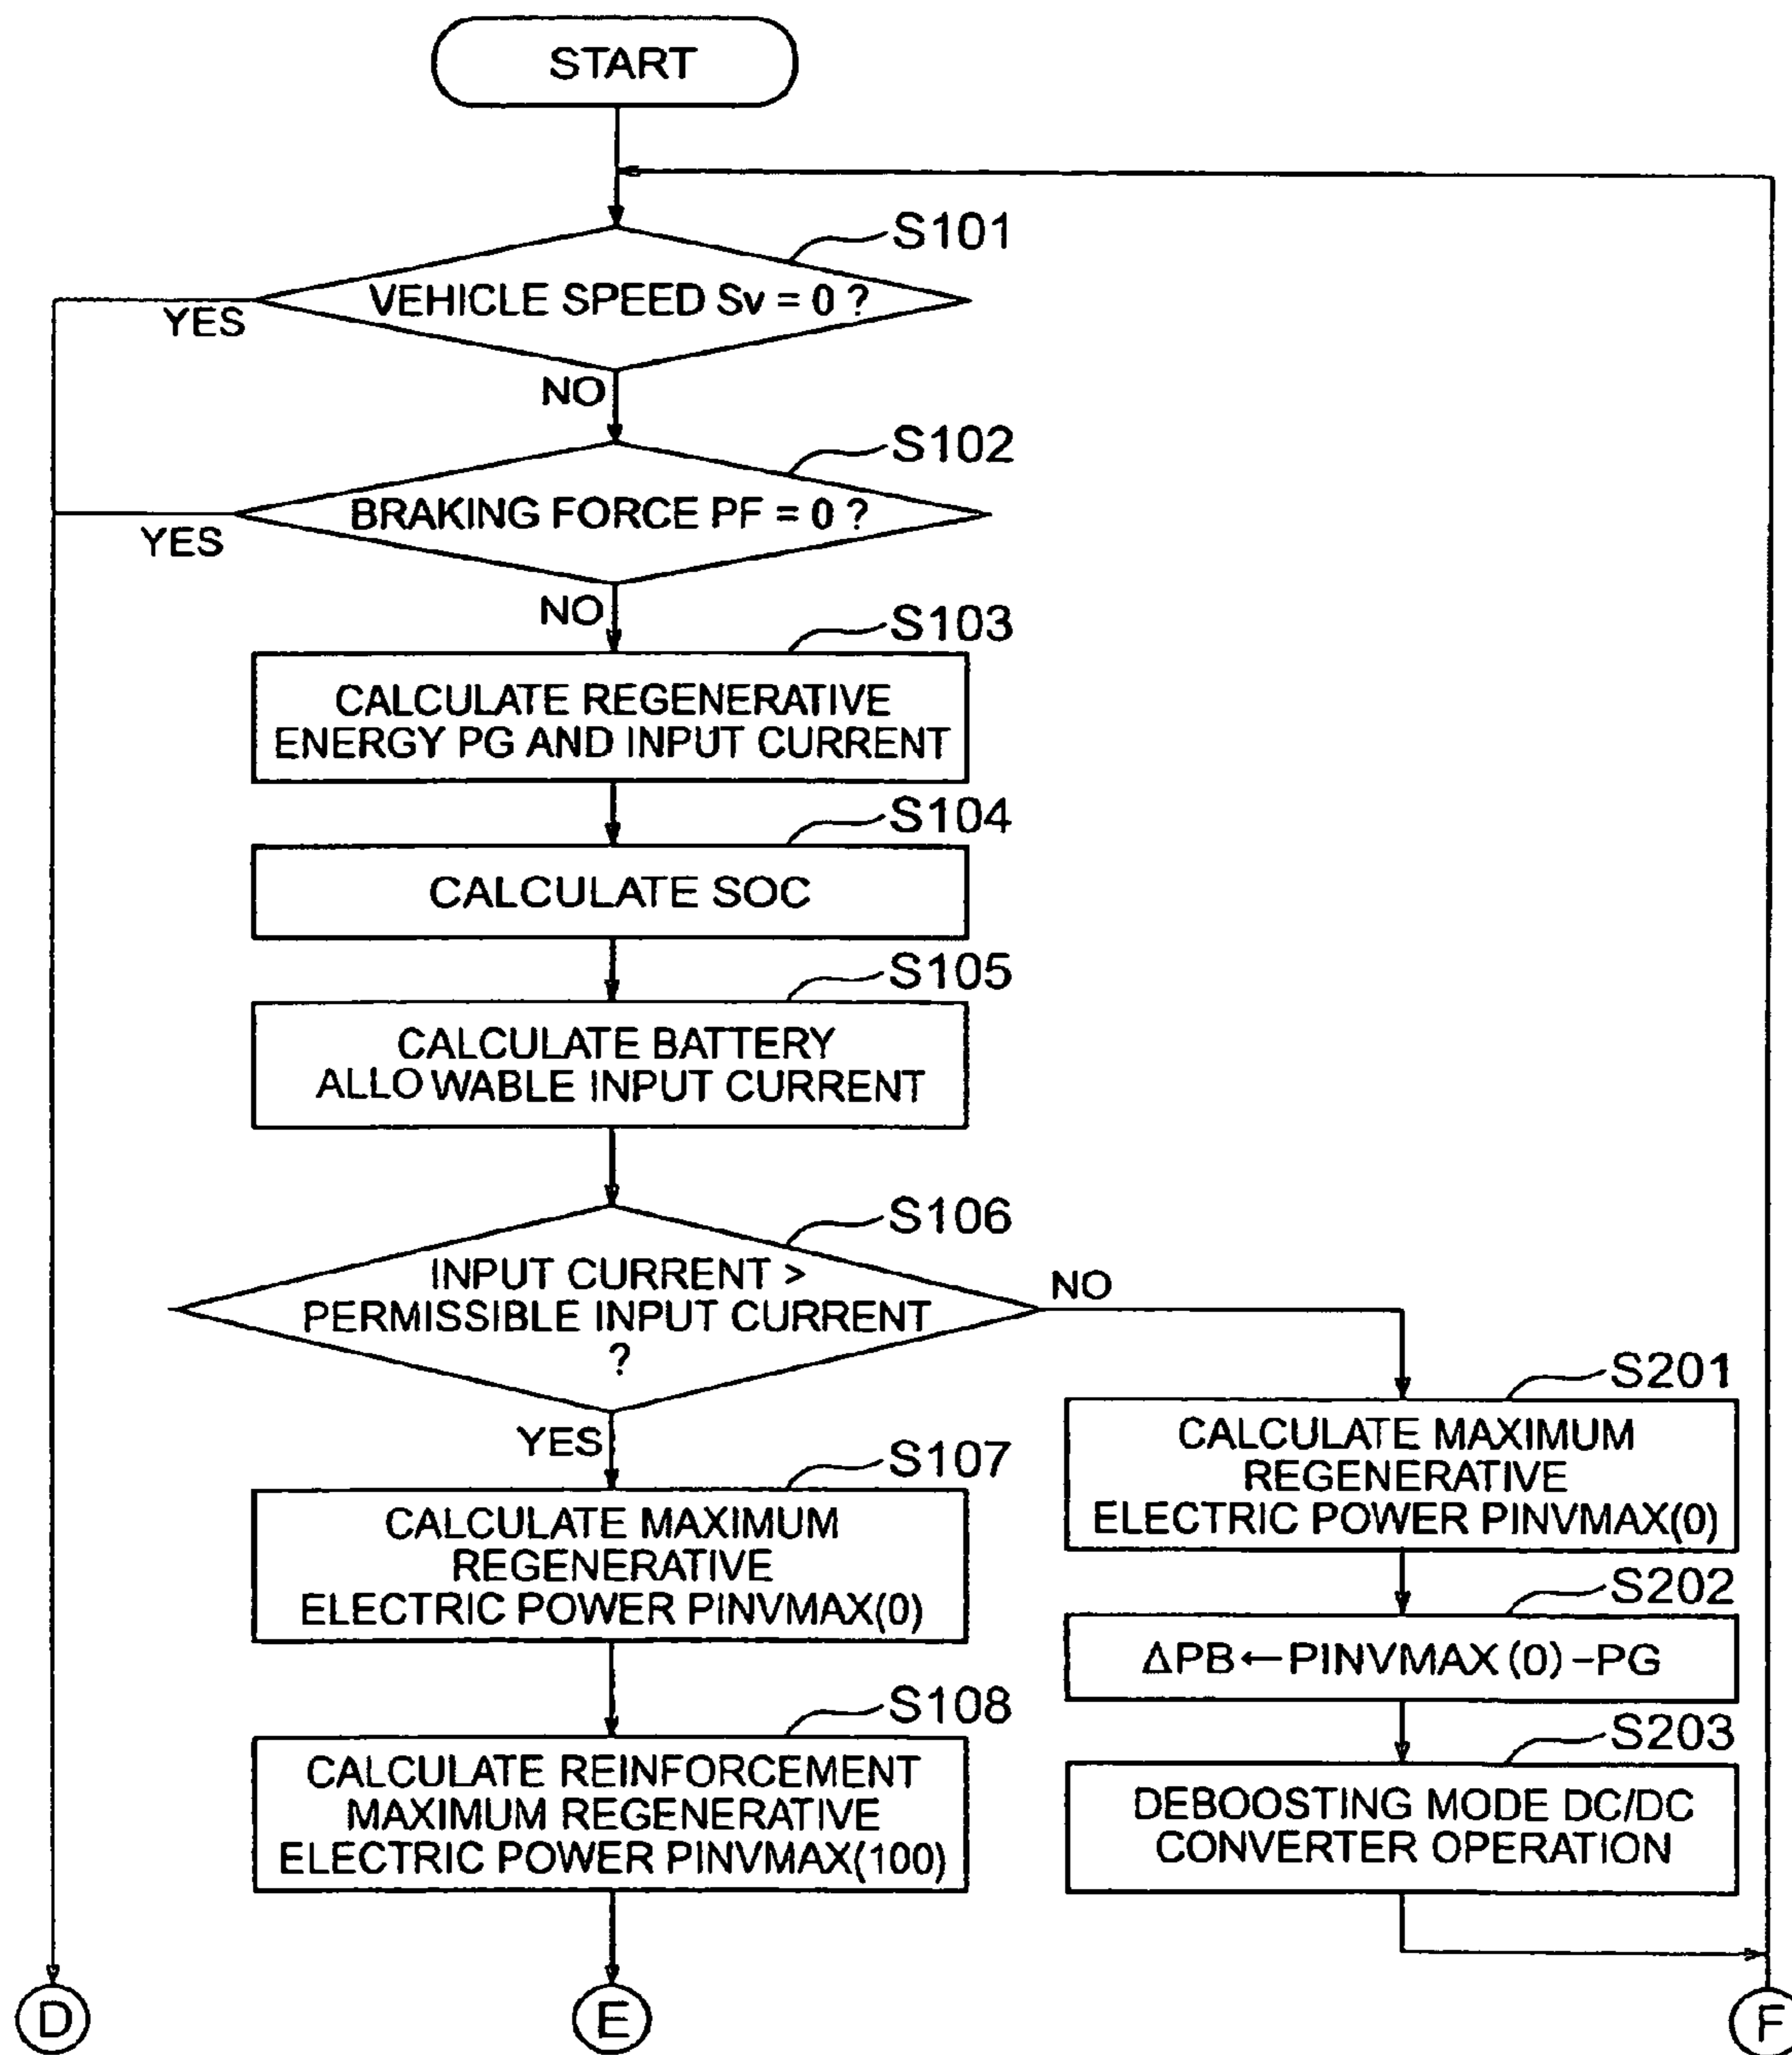 START
S101
VEHICLE SPEED Sv = 0 ?
YES
NO
S102
BRAKING FORCE PF = 0 ?
YES
NO
S103
CALCULATE REGENERATIVE
ENERGY PG AND INPUT CURRENT
S104
CALCULATE SOC
S105
CALCULATE BATTERY
ALLO WABLE INPUT CURRENT
S106
INPUT CURRENT >
PERMISSIBLE INPUT CURRENT
?
NO
YES
S107
CALCULATE MAXIMUM
REGENERATIVE
ELECTRIC POWER PINVMAX(0)
S108
CALCULATE REINFORCEMENT
MAXIMUM REGENERATIVE
ELECTRIC POWER PINVMAX(100)
S201
CALCULATE MAXIMUM
REGENERATIVE
ELECTRIC POWER PINVMAX(0)
S202
ΔPB←PINVMAX (0) -PG
S203
DEBOOSTING MODE DC/DC
CONVERTER OPERATION
D
E
F